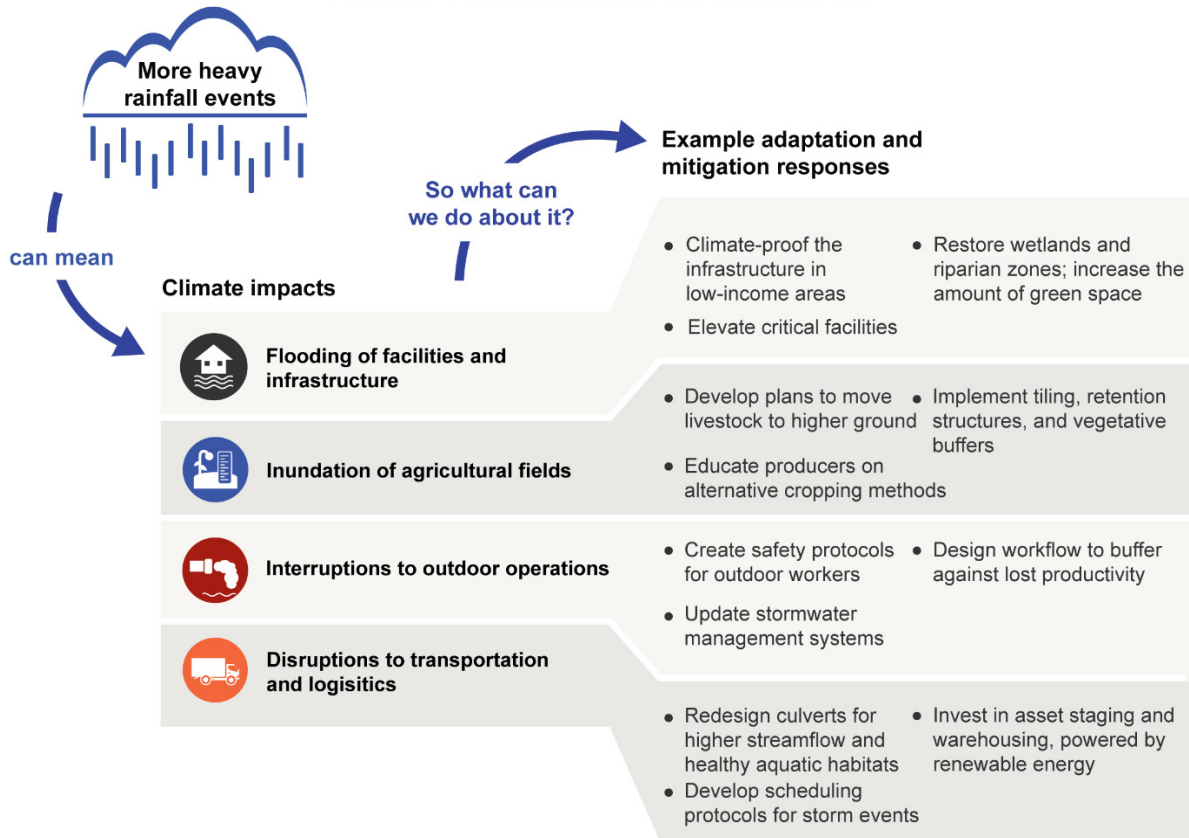 More heavy
rainfall events
can mean
So what can
we do about it?
Climate impacts
Example adaptation and
mitigation responses
Flooding of facilities and
infrastructure
• Climate-proof the
infrastructure in
low-income areas
• Elevate critical facilities
• Restore wetlands and
riparian zones; increase the
amount of green space
Inundation of agricultural fields
• Develop plans to move
livestock to higher ground
• Educate producers on
alternative cropping methods
• Implement tiling, retention
structures, and vegetative
buffers
Interruptions to outdoor operations
• Create safety protocols
for outdoor workers
• Update stormwater
management systems
• Design workflow to buffer
against lost productivity
Disruptions to transportation
and logisitics
• Redesign culverts for
higher streamflow and
healthy aquatic habitats
• Develop scheduling
protocols for storm events
• Invest in asset staging and
warehousing, powered by
renewable energy